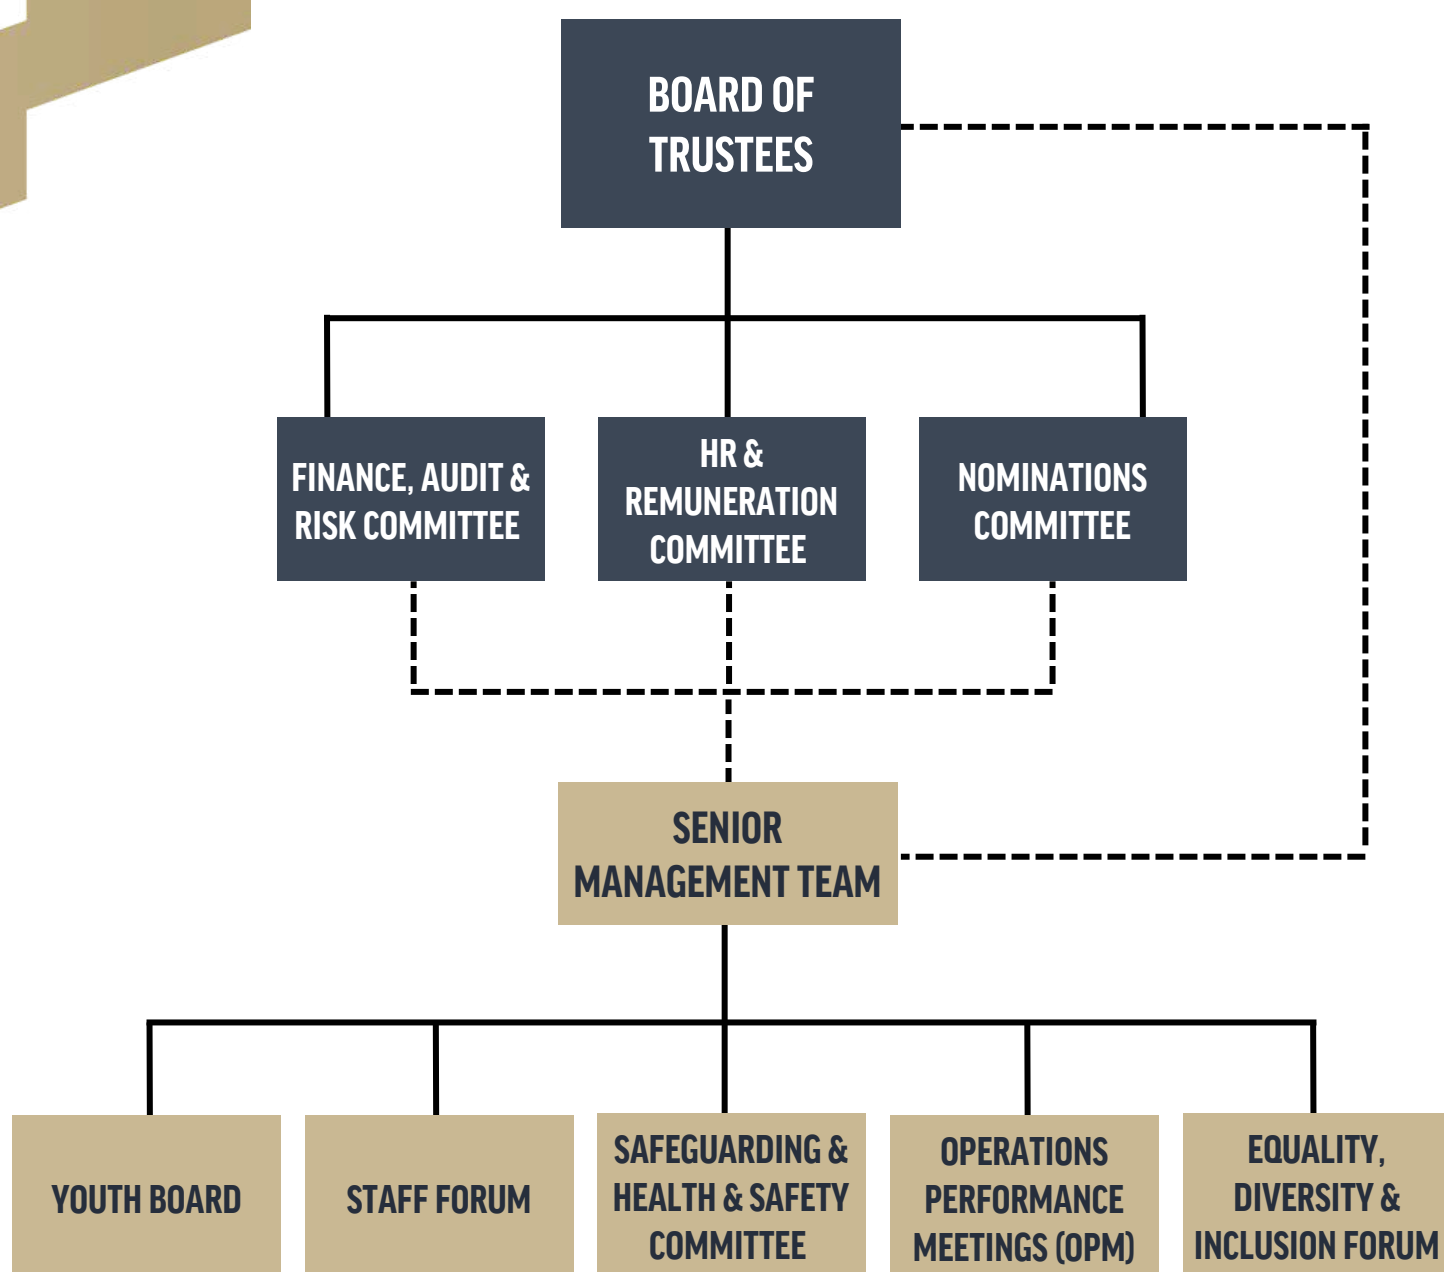 BOARD OF
TRUSTEES
FINANCE, AUDIT &
RISK COMMITTEE
HR &
REMUNERATION
COMMITTEE
NOMINATIONS
COMMITTEE
SENIOR
MANAGEMENT TEAM
YOUTH BOARD
STAFF FORUM
SAFEGUARDING &
HEALTH & SAFETY
COMMITTEE
OPERATIONS
PERFORMANCE
MEETINGS (OPM)
EQUALITY,
DIVERSITY &
INCLUSION FORUM